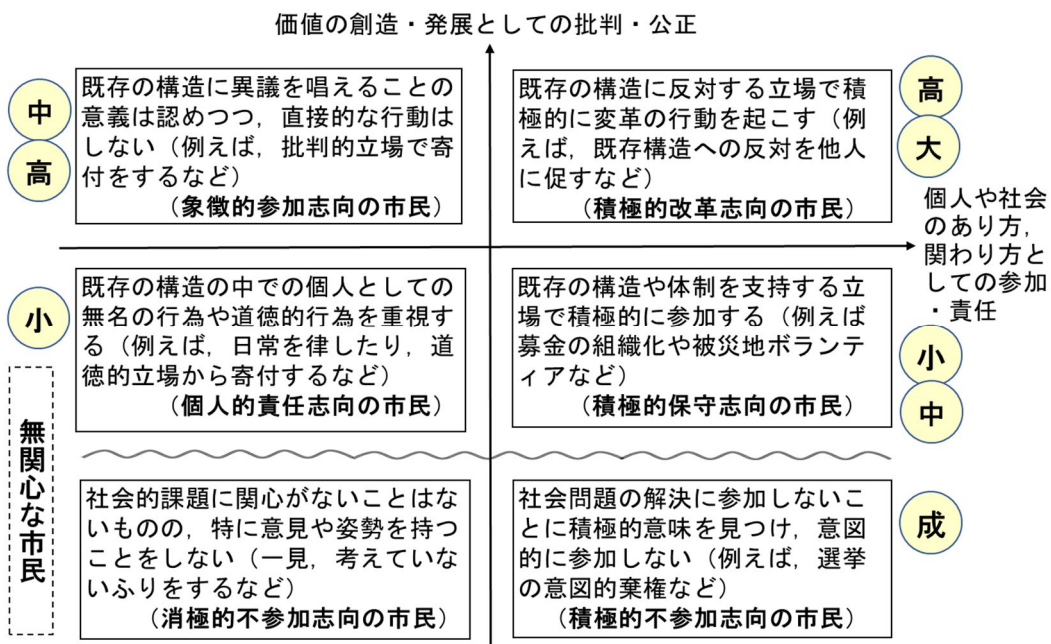 価値の創造・発展としての批判・公正
中
高
既存の構造に異議を唱えることの
意義は認めつつ，直接的な行動は
しない（例えば，批判的立場で寄
付をするなど）
（象徴的参加志向の市民）
既存の構造に反対する立場で積
極的に変革の行動を起こす（例
えば，既存構造への反対を他人
に促すなど）
（積極的改革志向の市民）
高
大
個人や社会
のあり方，
関わり方と
しての参加
・責任
小
既存の構造の中での個人としての
無名の行為や道徳的行為を重視す
る（例えば，日常を律したり，道
徳的立場から寄付するなど）
（個人的責任志向の市民）
既存の構造や体制を支持する立
場で積極的に参加する（例えば
募金の組織化や被災地ボランテ
ィアなど）
（積極的保守志向の市民）
小
中
無関心な市民
社会的課題に関心がないことはな
いものの，特に意見や姿勢を持つ
ことをしない（一見，考えていな
いふりをするなど）
（消極的不参加志向の市民）
社会問題の解決に参加しないこ
とに積極的意味を見つけ，意図
的に参加しない（例えば，選挙
の意図的棄権など）
（積極的不参加志向の市民）
成